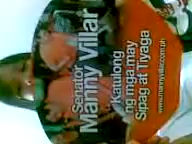 Senator
Manny Villar
Katulong
ng mga may
Sipag at Tiyaga
www.mannyvillar.com.ph